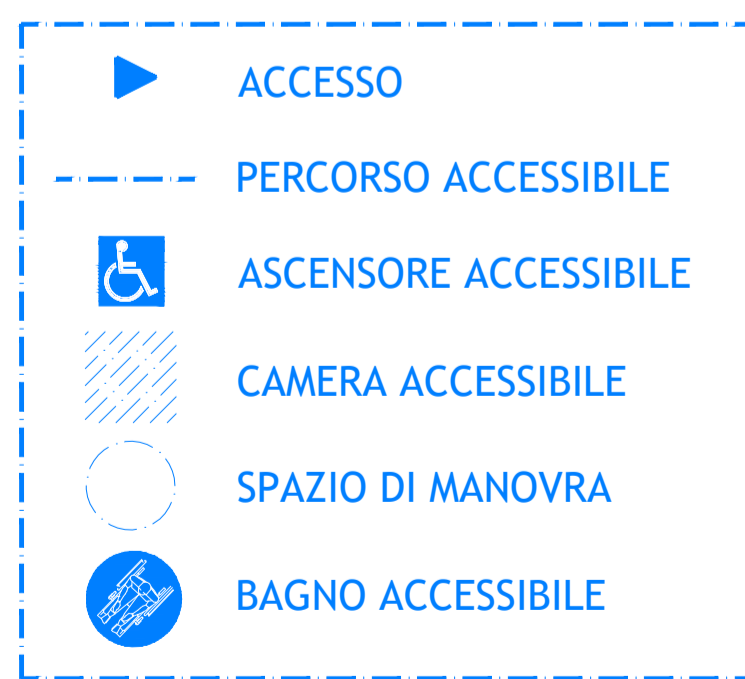 ACCESSO
PERCORSO ACCESSIBILE
ASCENSORE ACCESSIBILE
CAMERA ACCESSIBILE
SPAZIO DI MANOVRA
BAGNO ACCESSIBILE